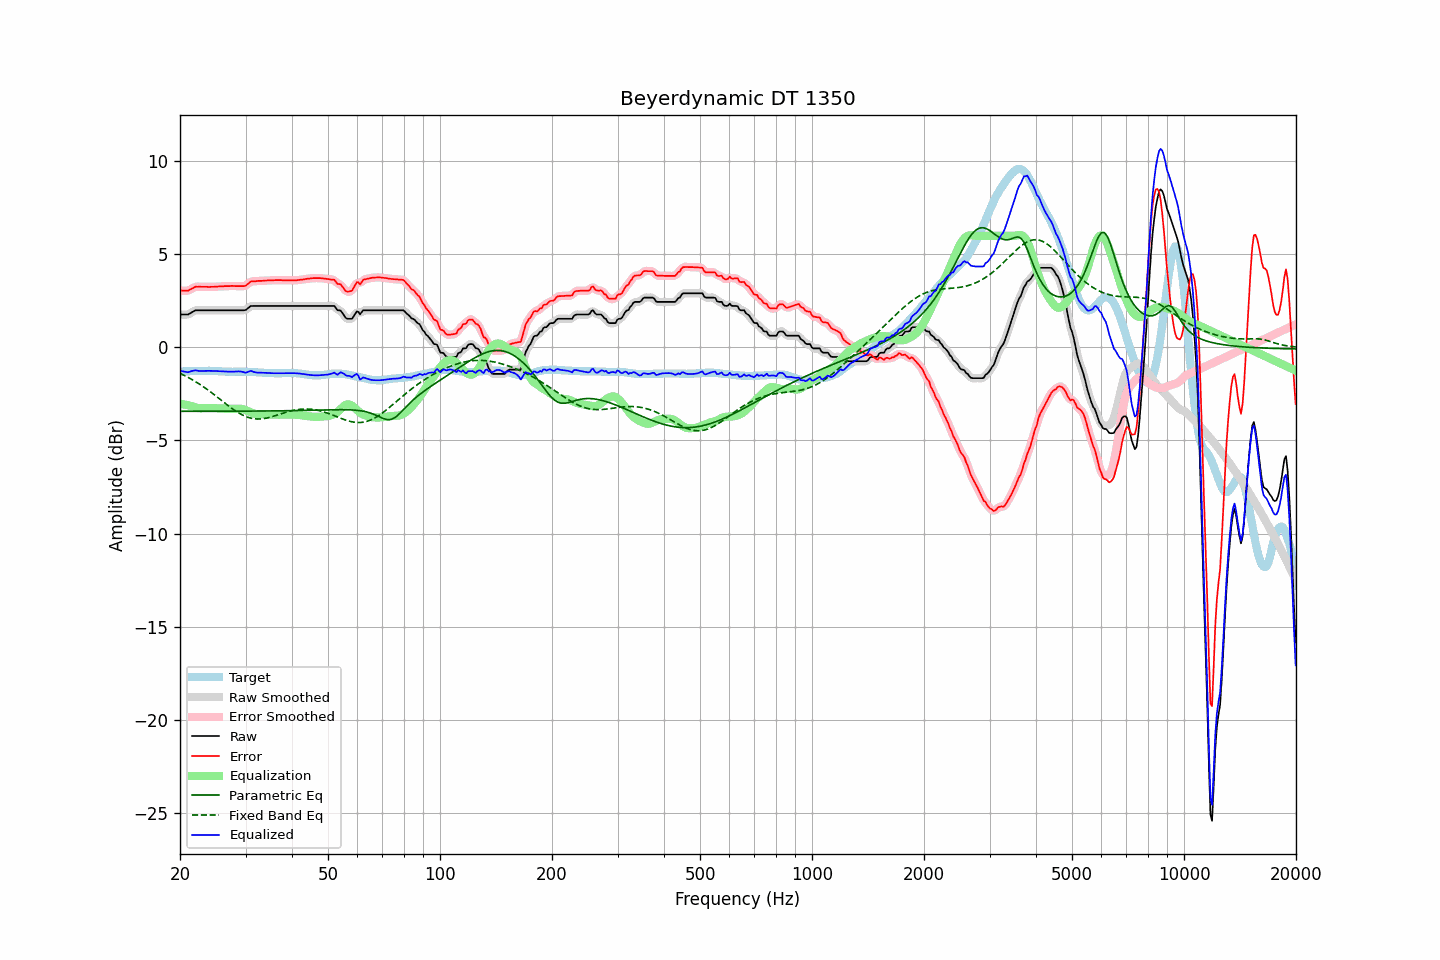 Beyerdynamic DT 1350
Amplitude (dBr)
10
5
0
−5
−10
−15
−20
−25
Target
Raw Smoothed
Error Smoothed
Raw
Error
Equalization
Parametric Eq
Fixed Band Eq
Equalized
20 50 100 200 500 1000 2000 5000 10000 20000
Frequency (Hz)